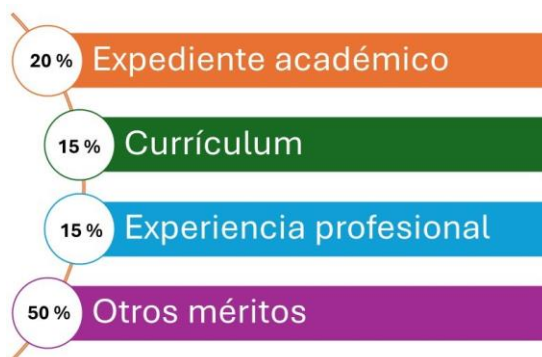 20 % Expediente académico
15 % Currículum
15 % Experiencia profesional
50 % Otros méritos